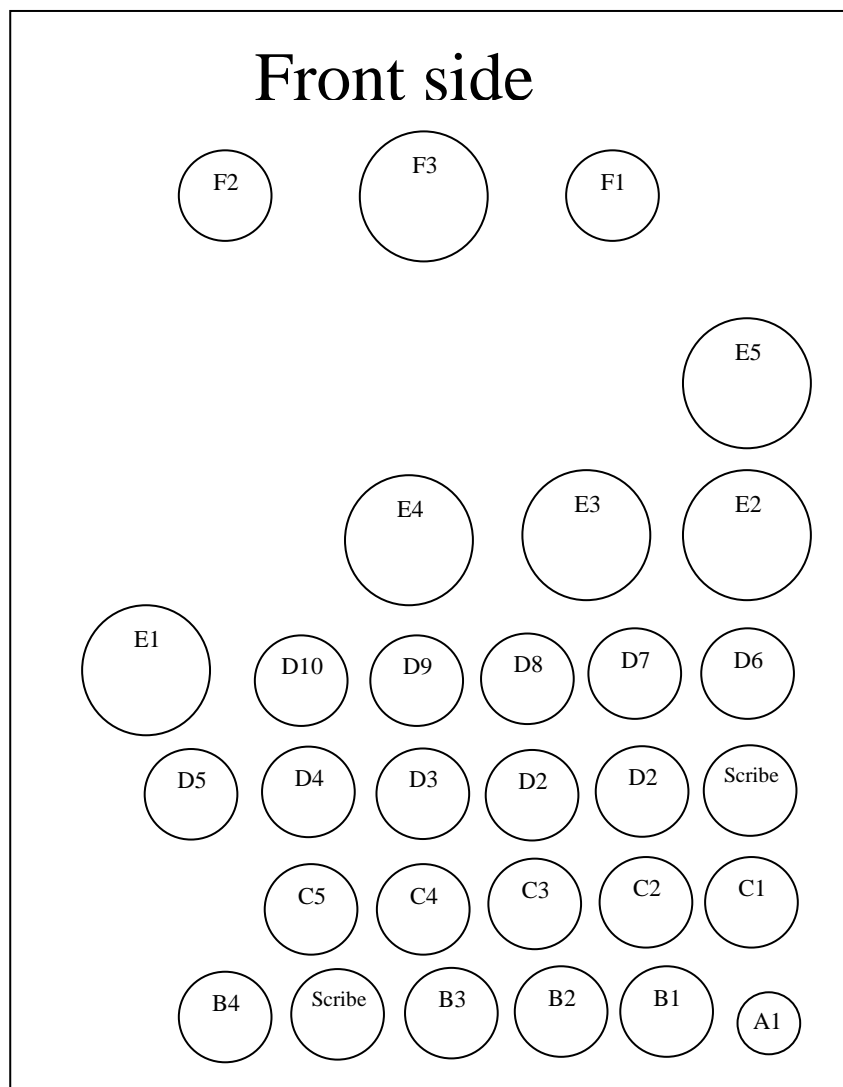 Front side
F2 F3 F1
E5
E4 E3 E2
E1 D10 D9 D8 D7 D6
D5 D4 D3 D2 D2 Scribe
C5 C4 C3 C2 C1
B4 Scribe B3 B2 B1 A1